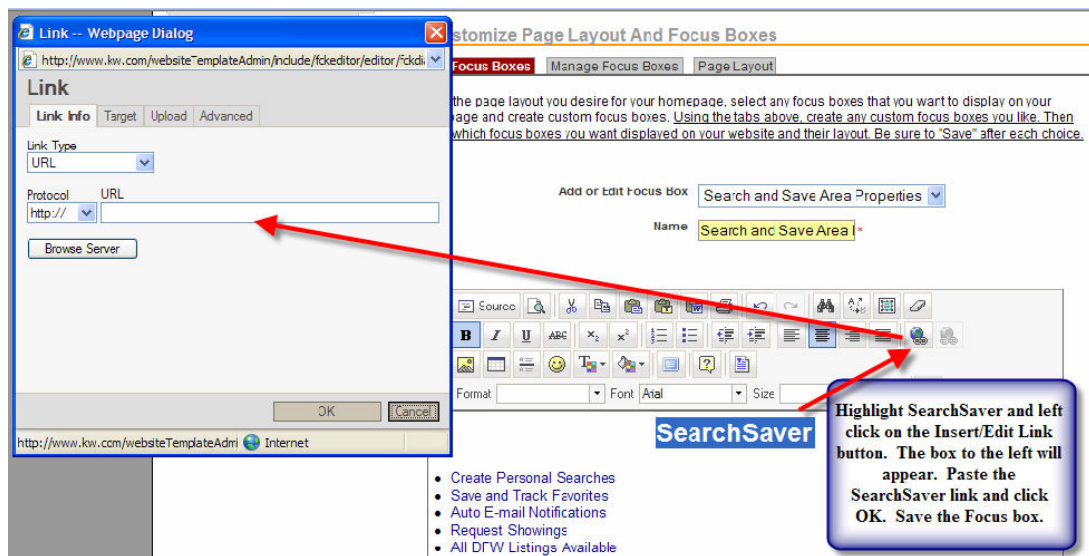 Link -- Webpage Dialog
http://www.kw.com/websiteTemplateAdmin/include/fckeditor/editor/fckdi
Link
Link Info Target Upload Advanced
Link Type
URL
Protocol URL
http://
Browse Server
OK Cancel
http://www.kw.com/websiteTemplateAdmi Internet
stomize Page Layout And Focus Boxes
Focus Boxes Manage Focus Boxes Page Layout
the page layout you desire for your homepage, select any focus boxes that you want to display on your
age and create custom focus boxes. Using the tabs above, create any custom focus boxes you like. Then
which focus boxes you want displayed on your website and their layout. Be sure to "Save" after each choice.
Add or Edit Focus Box Search and Save Area Properties
Name Search and Save Area *
Source
B I U ABC x₂ x²
Format Font Arial Size
SearchSaver
• Create Personal Searches
• Save and Track Favorites
• Auto E-mail Notifications
• Request Showings
• All DFW Listings Available
Highlight SearchSaver and left
click on the Insert/Edit Link
button. The box to the left will
appear. Paste the
SearchSaver link and click
OK. Save the Focus box.